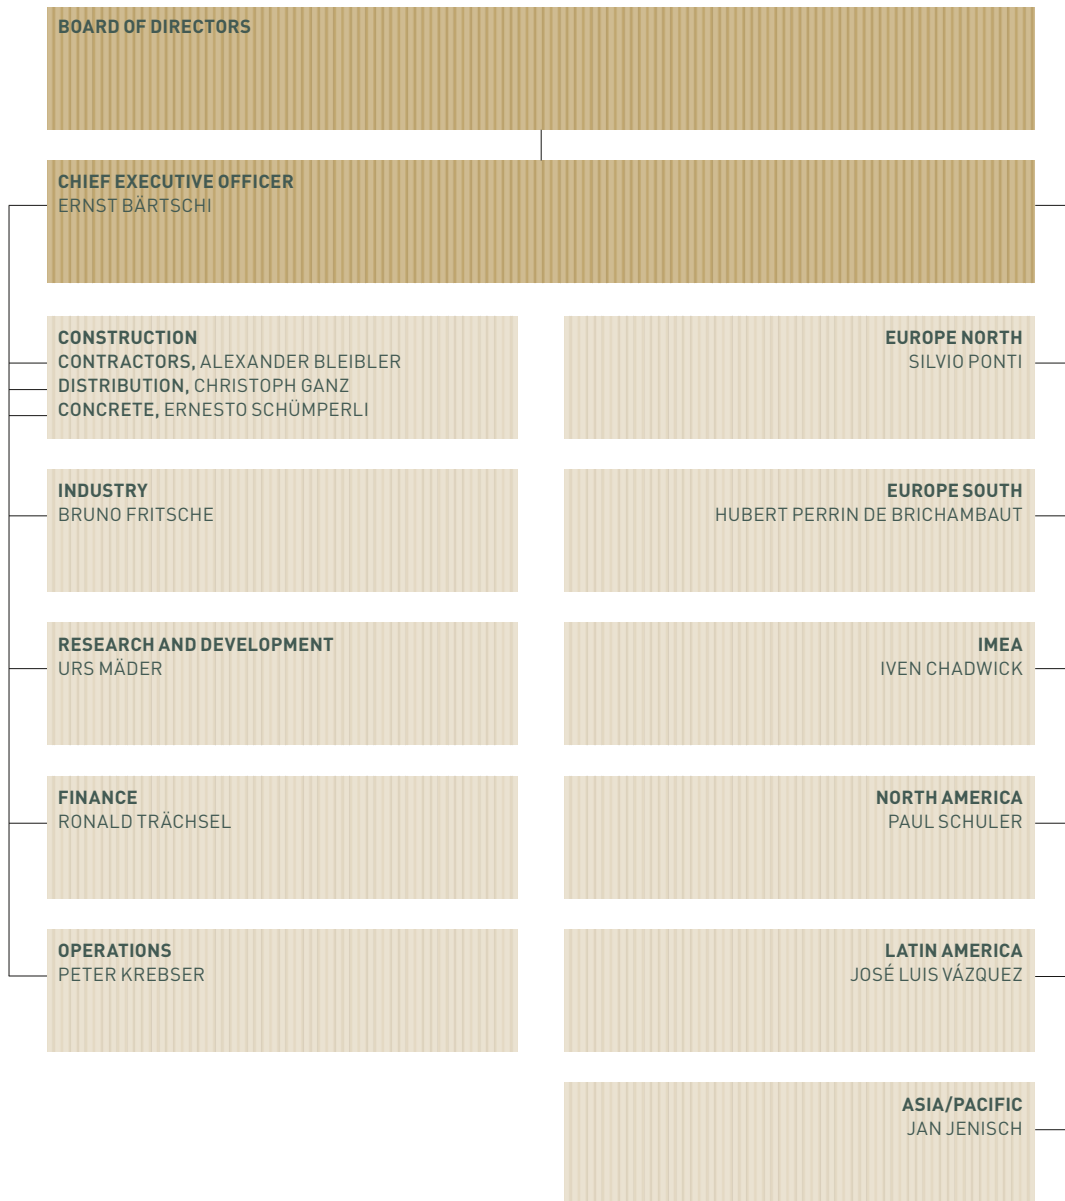 BOARD OF DIRECTORS
CHIEF EXECUTIVE OFFICER
ERNST BÄRTSCHI
CONSTRUCTION
CONTRACTORS, ALEXANDER BLEIBLER
DISTRIBUTION, CHRISTOPH GANZ
CONCRETE, ERNESTO SCHÜMPERLI
EUROPE NORTH
SILVIO PONTI
INDUSTRY
BRUNO FRITSCHE
EUROPE SOUTH
HUBERT PERRIN DE BRICHAMBAUT
RESEARCH AND DEVELOPMENT
URS MÄDER
IMEA
IVEN CHADWICK
FINANCE
RONALD TRÄCHSEL
NORTH AMERICA
PAUL SCHULER
OPERATIONS
PETER KREBSER
LATIN AMERICA
JOSÉ LUIS VÁZQUEZ
ASIA/PACIFIC
JAN JENISCH